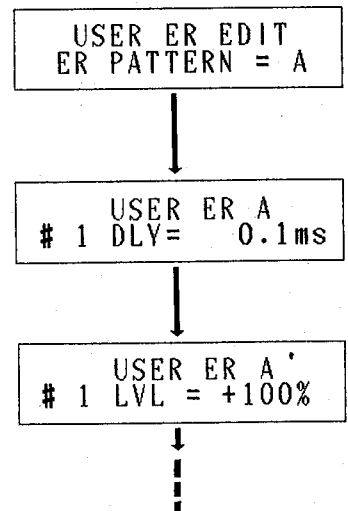 USER ER EDIT
ER PATTERN = A
USER ER A
# 1 DLY= 0.1ms
USER ER A
# 1 LVL = +100%